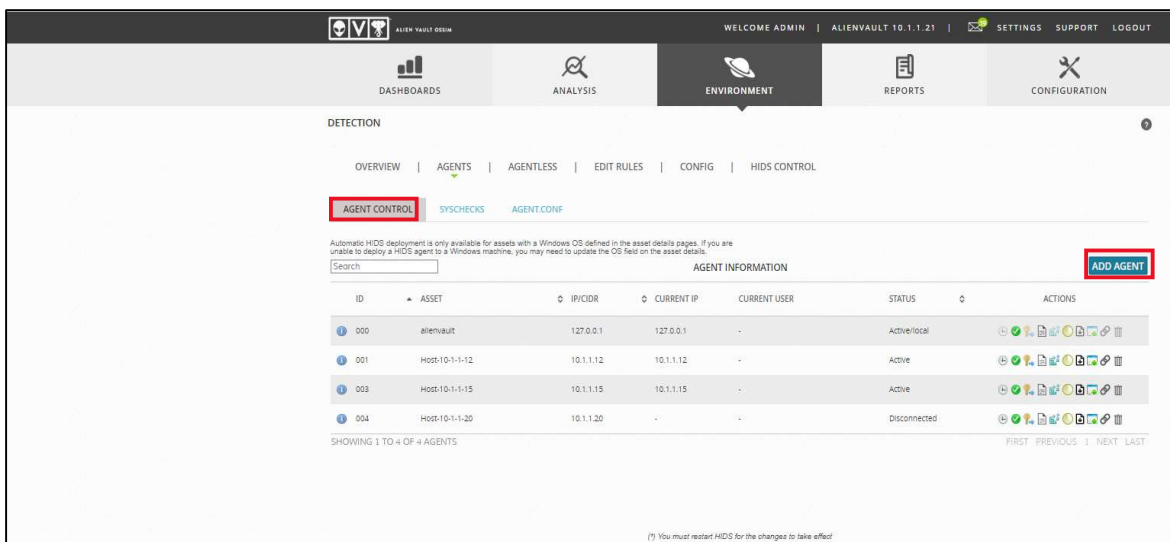 ALIEN VAULT OSSIM
WELCOME ADMIN | ALIENVAULT 10.1.1.21 | SETTINGS SUPPORT LOGOUT
DASHBOARDS ANALYSIS ENVIRONMENT REPORTS CONFIGURATION
DETECTION
OVERVIEW | AGENTS | AGENTLESS | EDIT RULES | CONFIG | HIDS CONTROL
AGENT CONTROL SYSCHECKS AGENT.CONF
Automatic HIDS deployment is only available for assets with a Windows OS defined in the asset details pages. If you are
unable to deploy a HIDS agent to a Windows machine, you may need to update the OS field on the asset details.
Search AGENT INFORMATION ADD AGENT
ID ASSET IP/CIDR CURRENT IP CURRENT USER STATUS ACTIONS
000 alienvault 127.0.0.1 127.0.0.1 - Active/local
001 Host-10-1-1-12 10.1.1.12 10.1.1.12 - Active
003 Host-10-1-1-15 10.1.1.15 10.1.1.15 - Active
004 Host-10-1-1-20 10.1.1.20 - - Disconnected
SHOWING 1 TO 4 OF 4 AGENTS FIRST PREVIOUS 1 NEXT LAST
(*) You must restart HIDS for the changes to take effect